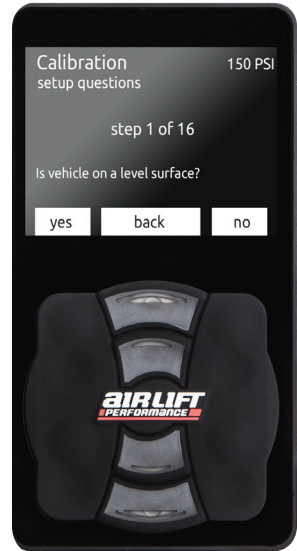 Calibration 150 PSI
setup questions
step 1 of 16
Is vehicle on a level surface?
yes back no
AIRLIFT
PERFORMANCE